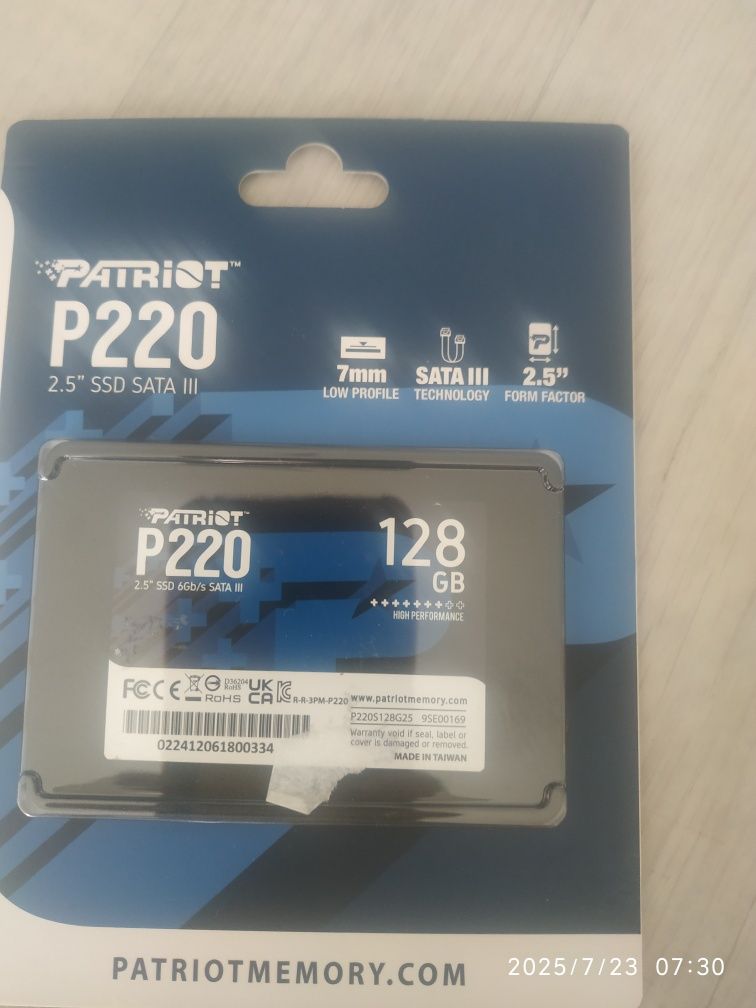 PATRIOT™
P220
2.5” SSD SATA III
7mm
LOW PROFILE
SATA III
TECHNOLOGY
2.5”
FORM FACTOR
PATRIOT™
P220
2.5” SSD 6Gb/s SATA III
128
GB
HIGH PERFORMANCE
FC CE D36204 RoHS RoHS UK CA R-R-3PM-P220
www.patriotmemory.com
P220S128G25 9SE00169
Warranty void if seal, label or
cover is damaged or removed.
MADE IN TAIWAN
022412061800334
PATRIOTMEMORY.COM
2025/7/23 07:30